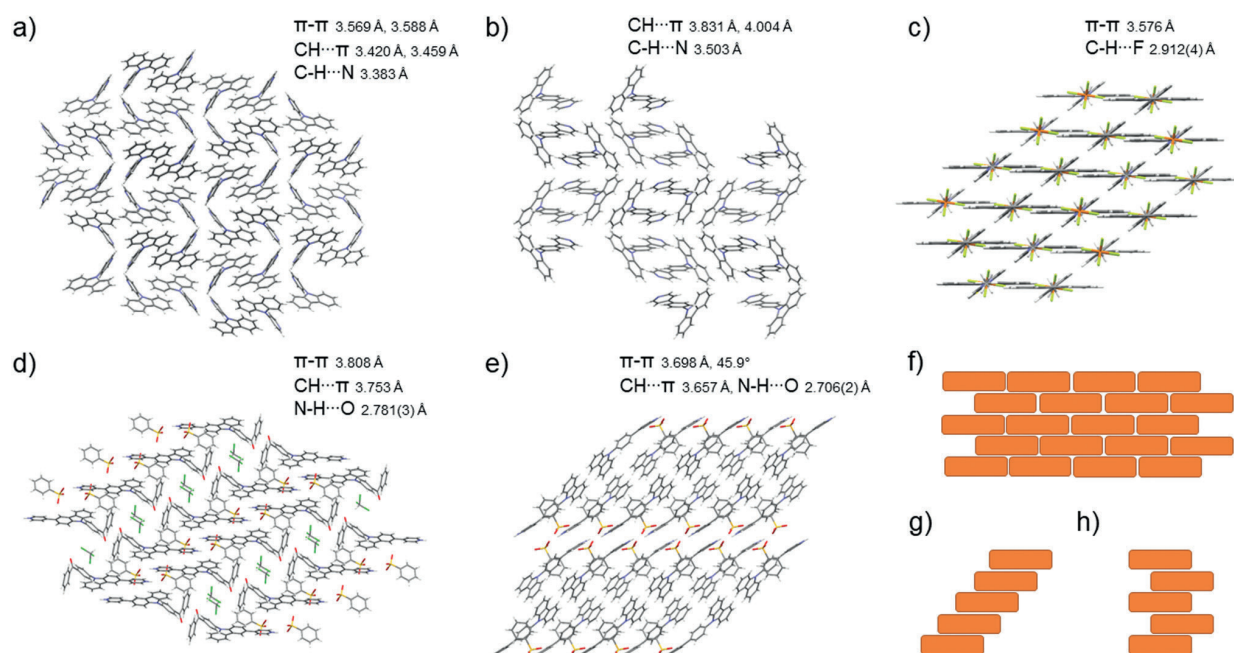 a)
π-π 3.569 Å, 3.588 Å
CH···π 3.420 Å, 3.459 Å
C-H···N 3.383 Å
b)
CH···π 3.831 Å, 4.004 Å
C-H···N 3.503 Å
c)
π-π 3.576 Å
C-H···F 2.912(4) Å
d)
π-π 3.808 Å
CH···π 3.753 Å
N-H···O 2.781(3) Å
e)
π-π 3.698 Å, 45.9°
CH···π 3.657 Å, N-H···O 2.706(2) Å
f)
g)
h)